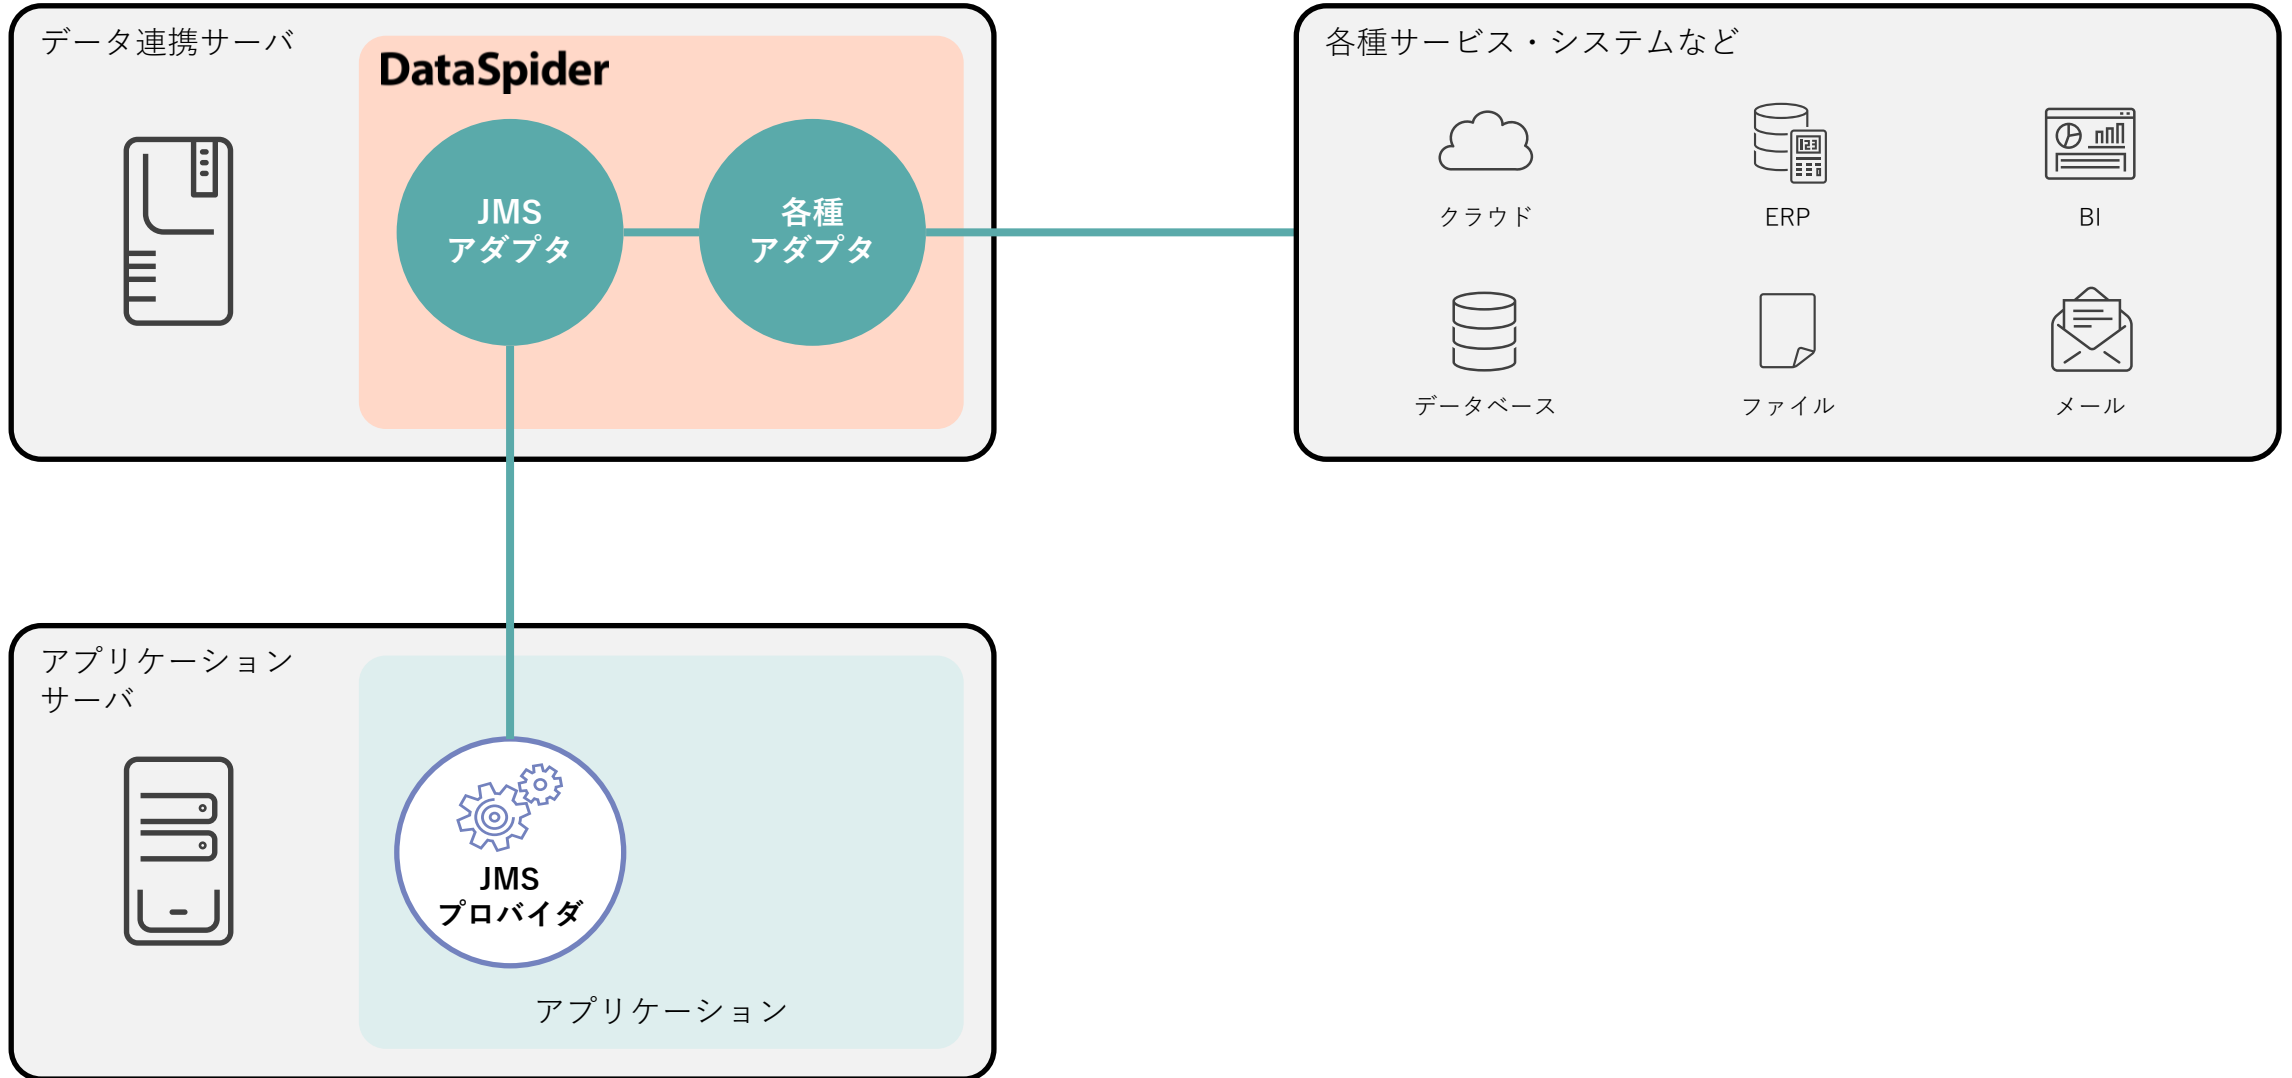 データ連携サーバ
DataSpider
JMS
アダプタ
各種
アダプタ
各種サービス・システムなど
クラウド
ERP
BI
データベース
ファイル
メール
アプリケーション
サーバ
JMS
プロバイダ
アプリケーション